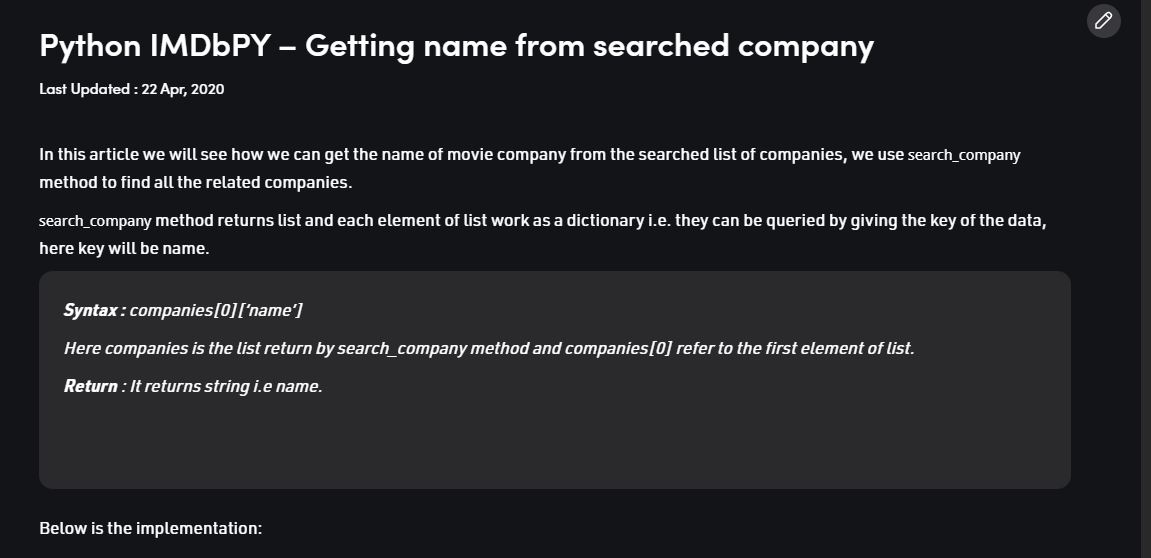 Python IMDbPY – Getting name from searched company
Last Updated : 22 Apr, 2020
In this article we will see how we can get the name of movie company from the searched list of companies, we use search_company
method to find all the related companies.
search_company method returns list and each element of list work as a dictionary i.e. they can be queried by giving the key of the data,
here key will be name.
Syntax : companies[0][‘name’]
Here companies is the list return by search_company method and companies[0] refer to the first element of list.
Return : It returns string i.e name.
Below is the implementation: